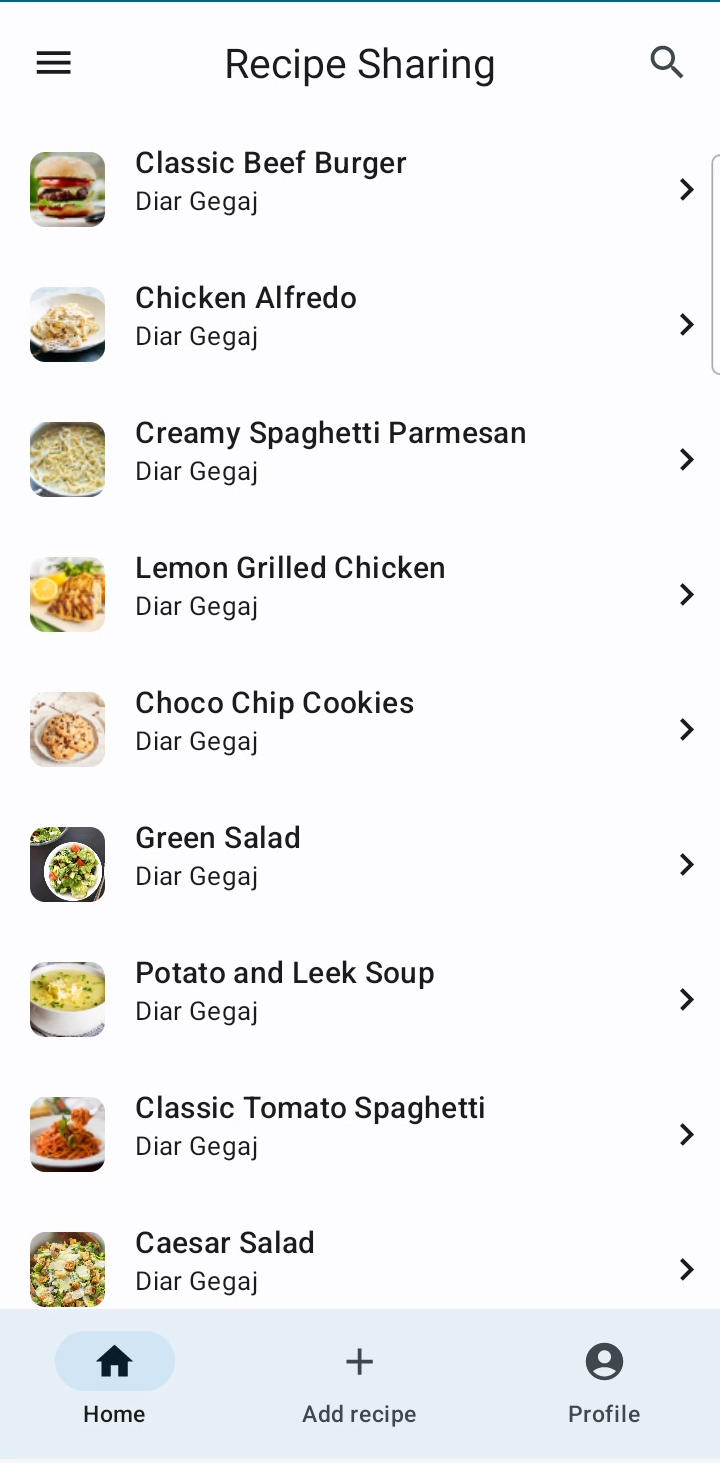 Recipe Sharing
Classic Beef Burger
Diar Gegaj
Chicken Alfredo
Diar Gegaj
Creamy Spaghetti Parmesan
Diar Gegaj
Lemon Grilled Chicken
Diar Gegaj
Choco Chip Cookies
Diar Gegaj
Green Salad
Diar Gegaj
Potato and Leek Soup
Diar Gegaj
Classic Tomato Spaghetti
Diar Gegaj
Caesar Salad
Diar Gegaj
Home
Add recipe
Profile